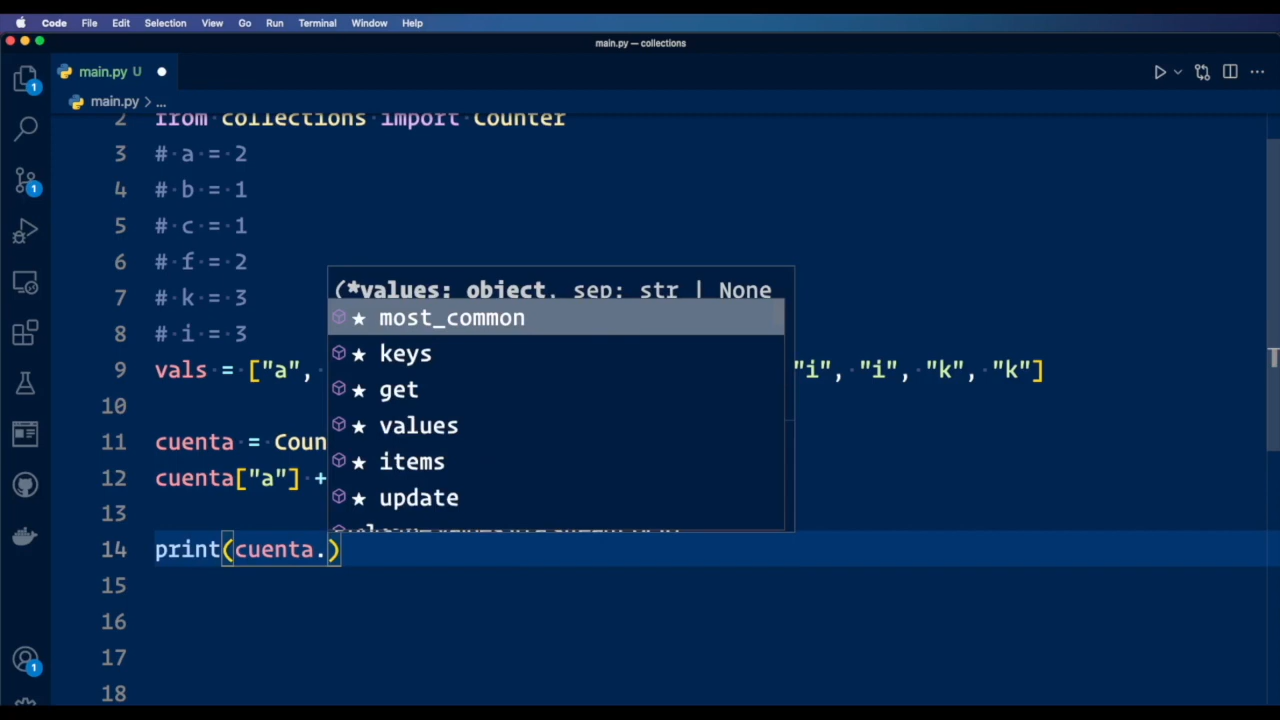 Code File Edit Selection View Go Run Terminal Window Help
main.py — collections
main.py U
main.py > ...
2 from collections import Counter
3 # a = 2
4 # b = 1
5 # c = 1
6 # f = 2
7 # k = 3
8 # i = 3
9 vals = ["a", "i", "i", "k", "k"]
10
11 cuenta = Coun
12 cuenta["a"] +
13
14 print(cuenta.)
15
16
17
18
(*values: object, sep: str | None
★ most_common
★ keys
★ get
★ values
★ items
★ update
1
1
1